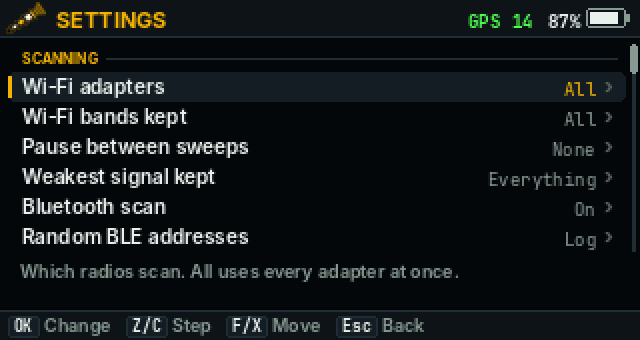 SETTINGS GPS 14 87%
SCANNING
Wi-Fi adapters All
Wi-Fi bands kept All
Pause between sweeps None
Weakest signal kept Everything
Bluetooth scan On
Random BLE addresses Log
Which radios scan. All uses every adapter at once.
OK Change Z/C Step F/X Move Esc Back